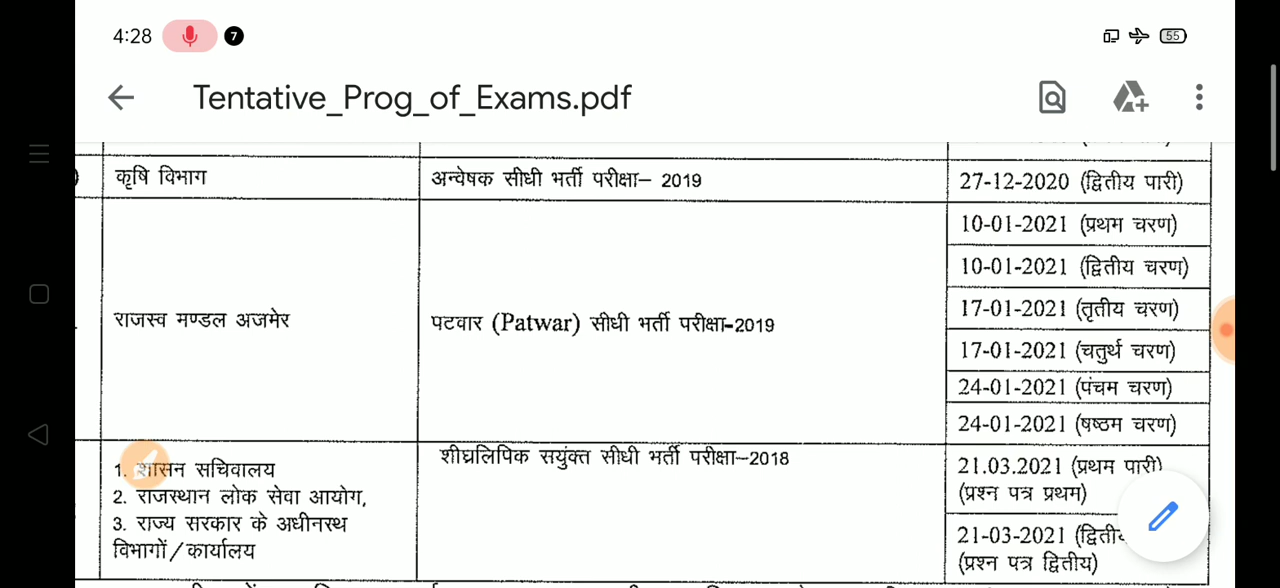 4:28 7 55
Tentative_Prog_of_Exams.pdf
कृषि विभाग अन्वेषक सीधी भर्ती परीक्षा– 2019 27-12-2020 (द्वितीय पारी)
10-01-2021 (प्रथम चरण)
10-01-2021 (द्वितीय चरण)
17-01-2021 (तृतीय चरण)
राजस्व मण्डल अजमेर पटवार (Patwar) सीधी भर्ती परीक्षा-2019
17-01-2021 (चतुर्थ चरण)
24-01-2021 (पंचम चरण)
24-01-2021 (षष्ठम चरण)
1. शासन सचिवालय
2. राजस्थान लोक सेवा आयोग,
3. राज्य सरकार के अधीनस्थ
विभागों/कार्यालय
शीघ्रलिपिक सयुंक्त सीधी भर्ती परीक्षा–2018
21.03.2021 (प्रथम पारी)
(प्रश्न पत्र प्रथम)
21-03-2021
(प्रश्न पत्र द्वितीय)